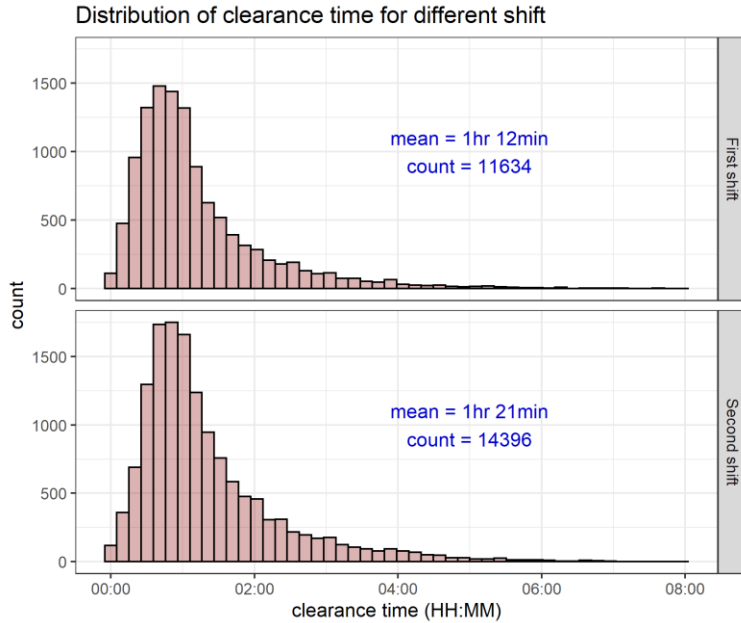 Distribution of clearance time for different shift
count
1500
1000
500
0
mean = 1hr 12min
count = 11634
First shift
1500
1000
500
0
mean = 1hr 21min
count = 14396
Second shift
00:00 02:00 04:00 06:00 08:00
clearance time (HH:MM)